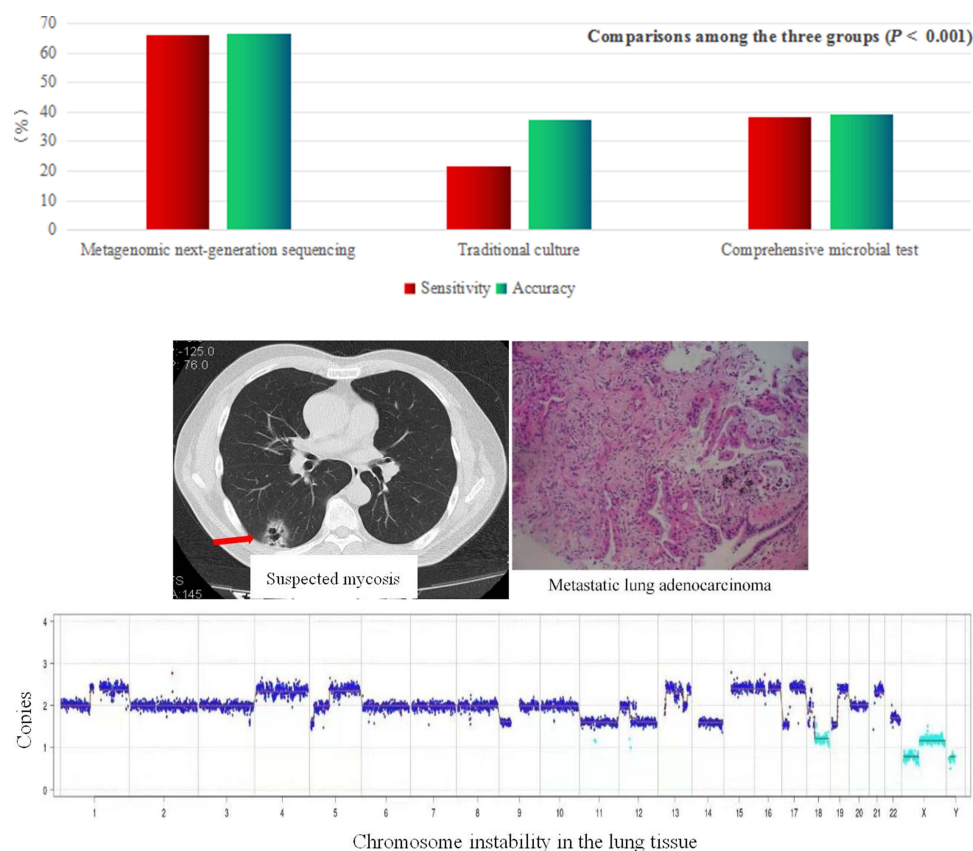 70
60
50
40
30
20
10
0
(%)
Comparisons among the three groups (P < 0.001)
Metagenomic next-generation sequencing
Traditional culture
Comprehensive microbial test
Sensitivity
Accuracy
:-125.0
: 76.0
Suspected mycosis
A:145
Metastatic lung adenocarcinoma
4
3
2
1
0
Copies
1 2 3 4 5 6 7 8 9 10 11 12 13 14 15 16 17 18 19 20 21 22 X Y
Chromosome instability in the lung tissue